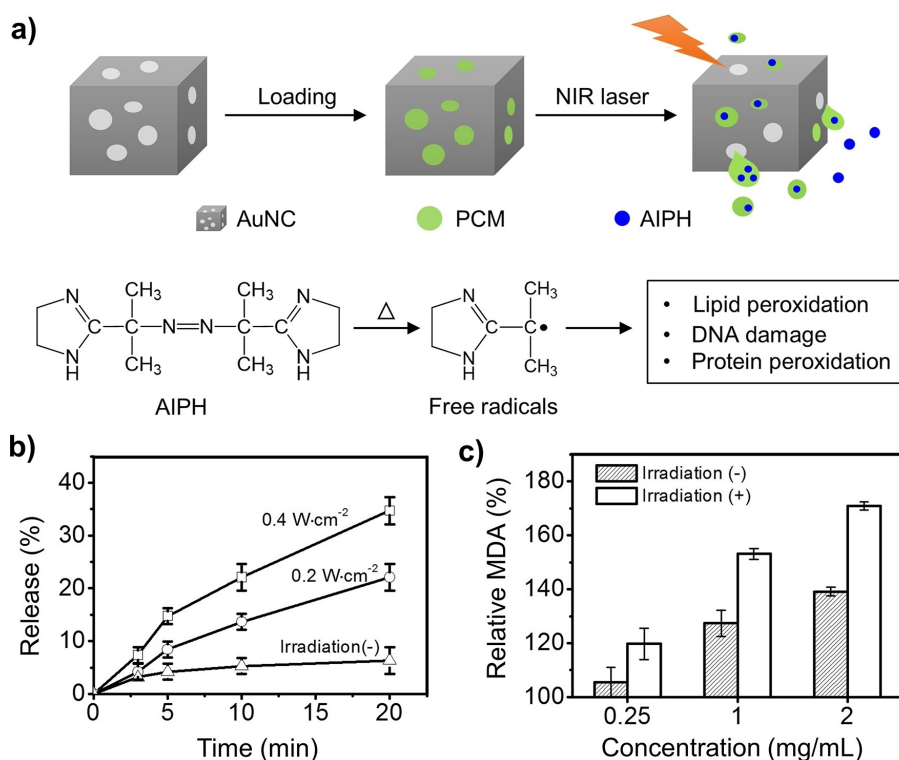 a)
Loading
NIR laser
AuNC
PCM
AIPH
N
CH₃
CH₃
N
C—C—N=N—C—C
N
H
CH₃
CH₃
N
H
AIPH
△
N
CH₃
C—C•
N
H
CH₃
Free radicals
• Lipid peroxidation
• DNA damage
• Protein peroxidation
b)
Release (%)
40
30
20
10
0
0.4 W·cm⁻²
0.2 W·cm⁻²
Irradiation(-)
0 5 10 15 20
Time (min)
c)
Relative MDA (%)
180
160
140
120
100
Irradiation (-)
Irradiation (+)
0.25 1 2
Concentration (mg/mL)